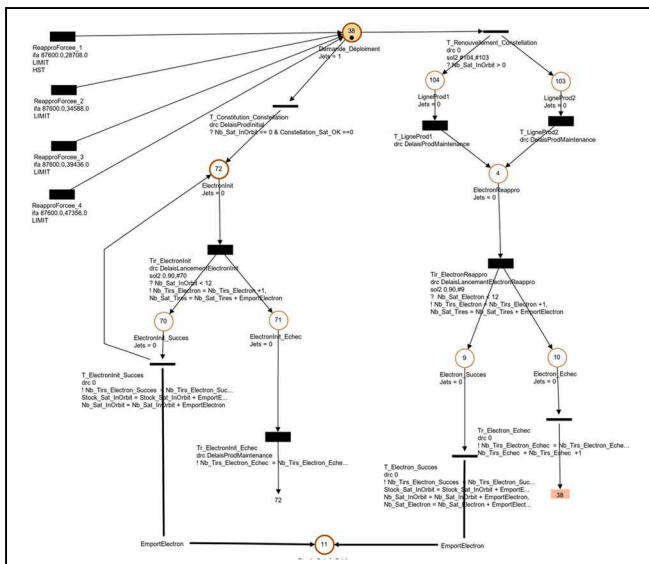 38
Demande_Déploiement
Jets = 1
ReapproForcee_1
ifa 87600.0,28708.0
LIMIT
HST
ReapproForcee_2
ifa 87600.0,34588.0
LIMIT
ReapproForcee_3
ifa 87600.0,39436.0
LIMIT
ReapproForcee_4
ifa 87600.0,47356.0
LIMIT
T_Renouvellement_Constellation
drc 0
sol2 #104,#103
? Nb_Sat_InOrbit > 0
104
LigneProd1
Jets = 0
103
LigneProd2
Jets = 0
T_LigneProd1
drc DelaisProdMaintenance
T_LigneProd2
drc DelaisProdMaintenance
T_Constitution_Constellation
drc DelaisProdInitial
? Nb_Sat_InOrbit == 0 & Constellation_Sat_OK ==0
72
ElectronInit
Jets = 0
4
ElectronReappro
Jets = 0
Tir_ElectronInit
drc DelaisLancementElectronInit
sol2 0.90,#70
? Nb_Sat_InOrbit < 12
! Nb_Tirs_Electron = Nb_Tirs_Electron +1,
Nb_Sat_Tires = Nb_Sat_Tires + EmportElectron
Tir_ElectronReappro
drc DelaisLancementElectronReappro
sol2 0.90,#9
? Nb_Sat_Electron < 12
! Nb_Tirs_Electron = Nb_Tirs_Electron +1,
Nb_Sat_Tires = Nb_Sat_Tires + EmportElectron
70
ElectronInit_Succes
Jets = 0
71
ElectronInit_Echec
Jets = 0
9
Electron_Succes
Jets = 0
10
Electron_Echec
Jets = 0
T_ElectronInit_Succes
drc 0
! Nb_Tirs_Electron_Succes = Nb_Tirs_Electron_Suc...
Stock_Sat_InOrbit = Stock_Sat_InOrbit + EmportE...
Nb_Sat_InOrbit = Nb_Sat_InOrbit + EmportElectron
Tr_ElectronInit_Echec
drc DelaisProdMaintenance
! Nb_Tirs_Electron_Echec = Nb_Tirs_Electron_Eche...
72
Tr_Electron_Echec
drc 0
! Nb_Tirs_Electron_Echec = Nb_Tirs_Electron_Eche...
Nb_Tirs_Echec = Nb_Tirs_Echec +1
38
T_Electron_Succes
drc 0
! Nb_Tirs_Electron_Succes = Nb_Tirs_Electron_Suc...
Stock_Sat_InOrbit = Stock_Sat_InOrbit + EmportE...
Nb_Sat_InOrbit = Nb_Sat_InOrbit + EmportElectron,
Nb_Sat_Electron = Nb_Sat_Electron + EmportElect...
EmportElectron
11
EmportElectron